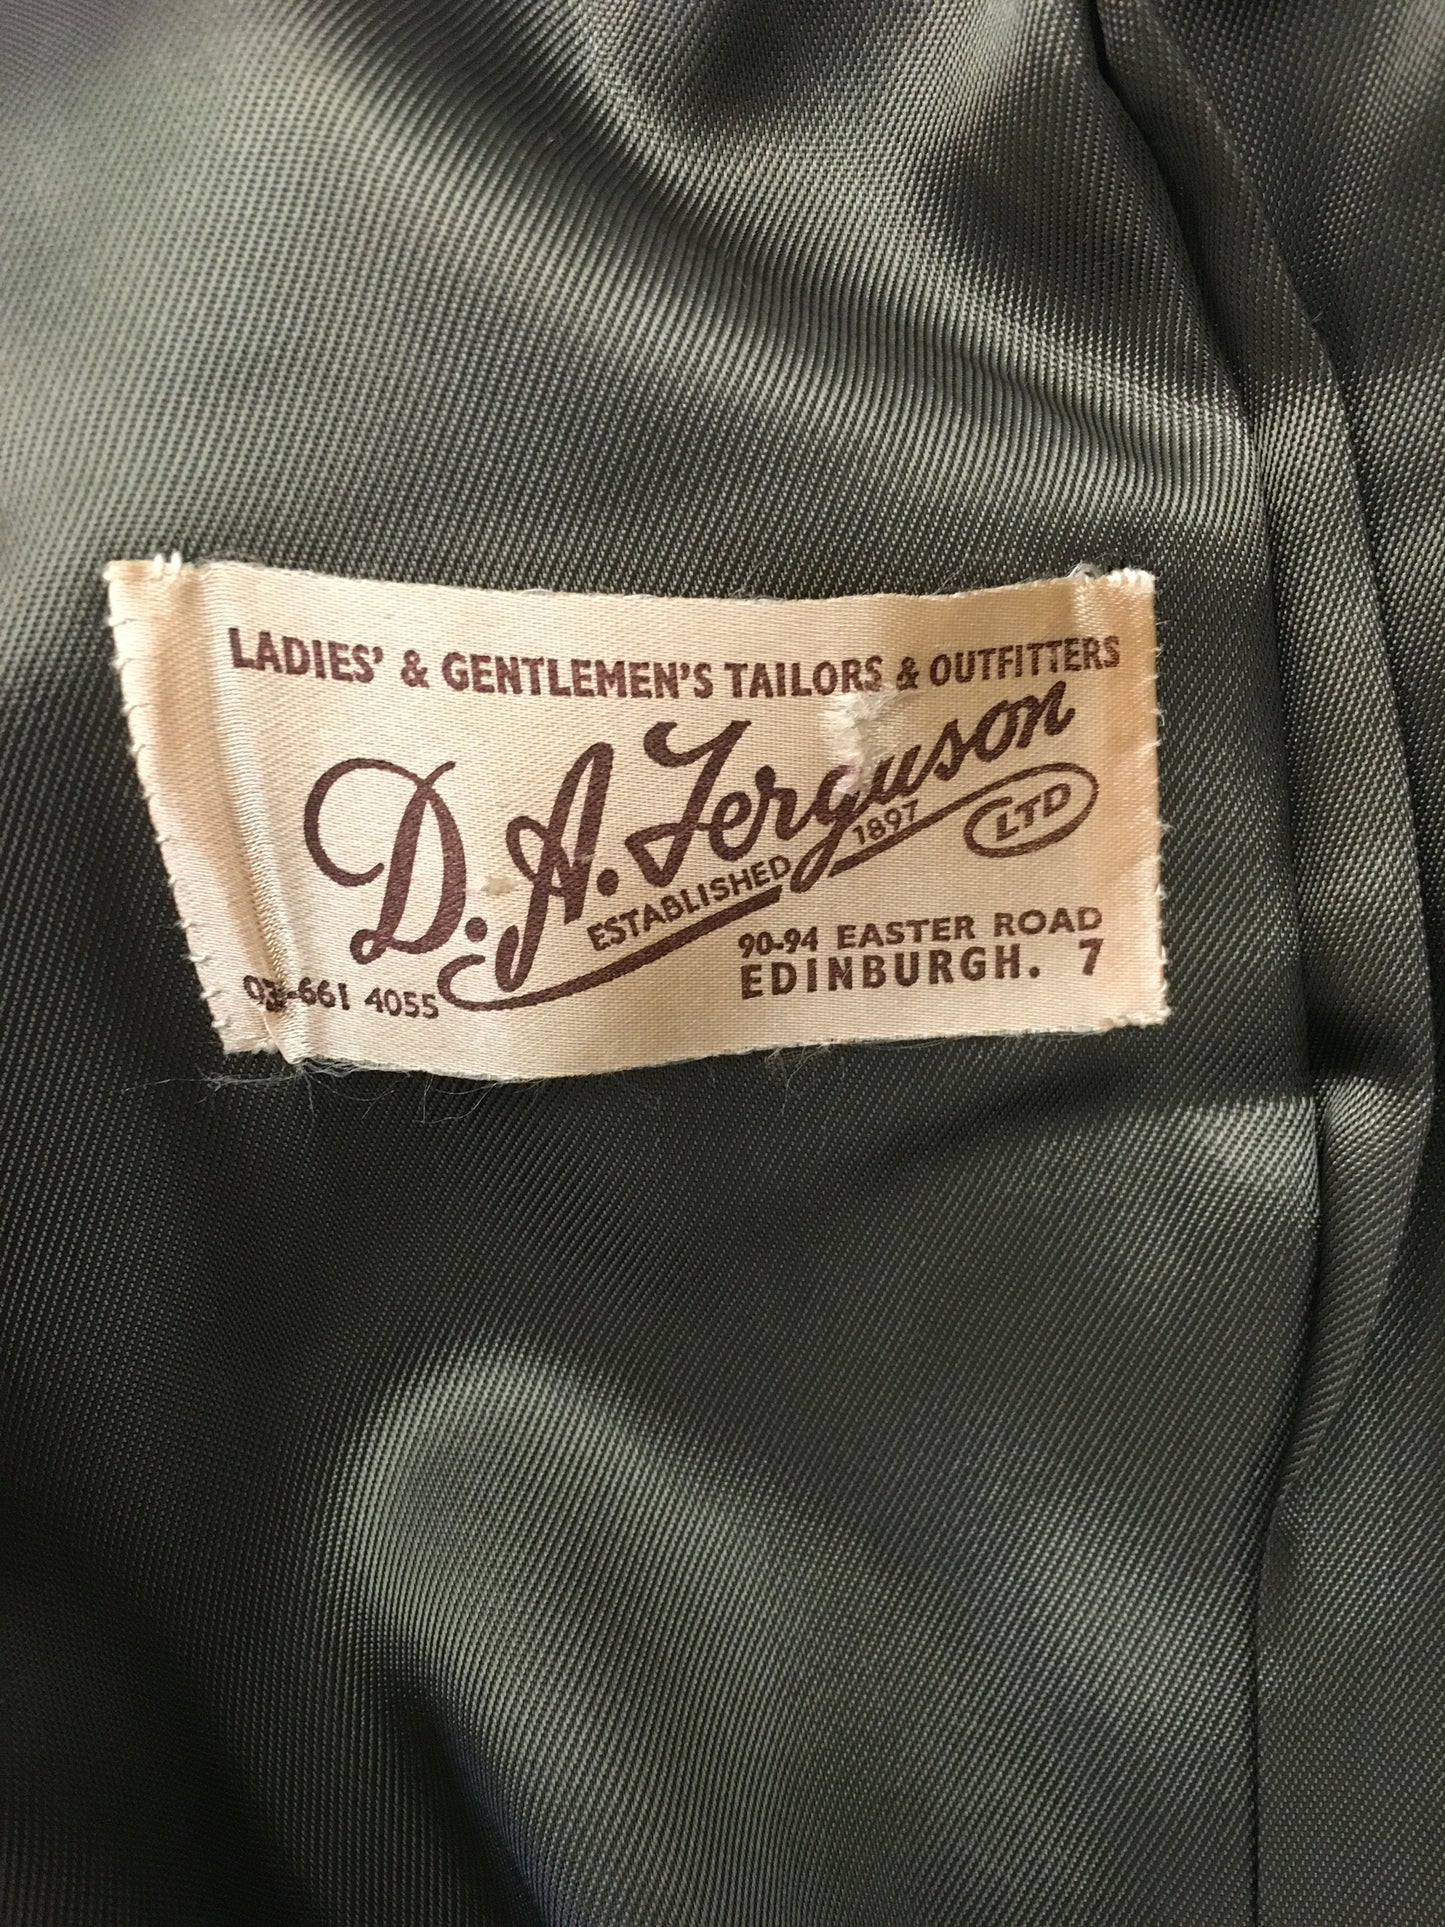 LADIES' & GENTLEMEN'S TAILORS & OUTFITTERS
D. A. Ferguson
ESTABLISHED 1897
LTD
90-94 EASTER ROAD
EDINBURGH. 7
661 4055